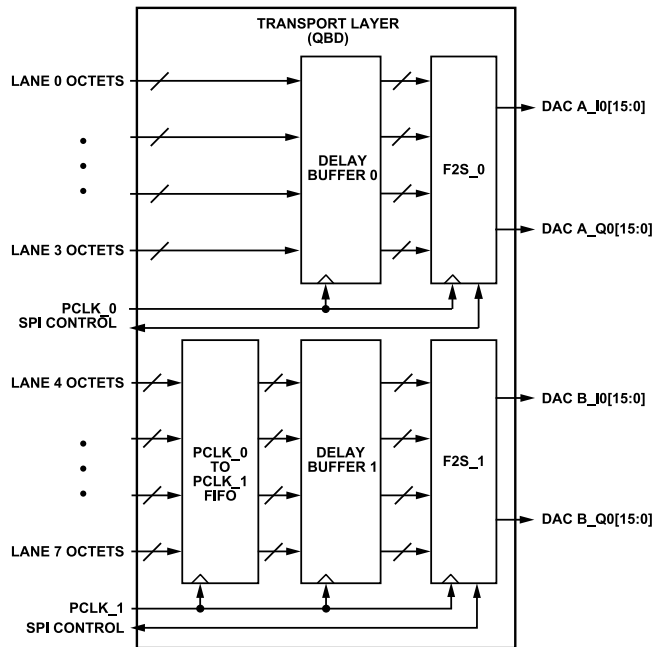 TRANSPORT LAYER
(QBD)
LANE 0 OCTETS
LANE 3 OCTETS
DELAY
BUFFER 0
F2S_0
DAC A_I0[15:0]
DAC A_Q0[15:0]
PCLK_0
SPI CONTROL
LANE 4 OCTETS
LANE 7 OCTETS
PCLK_0
TO
PCLK_1
FIFO
DELAY
BUFFER 1
F2S_1
DAC B_I0[15:0]
DAC B_Q0[15:0]
PCLK_1
SPI CONTROL